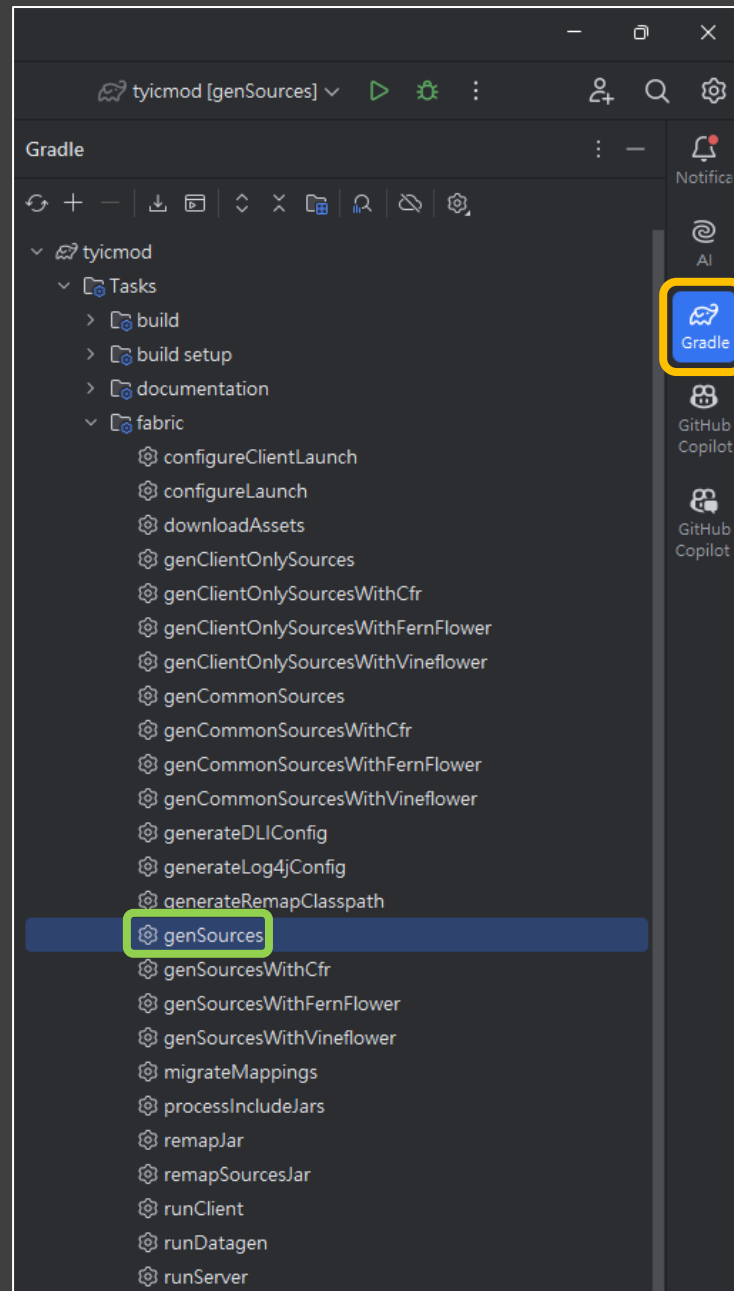 tyicmod [genSources]
Gradle
Notifica
AI
Gradle
GitHub
Copilot
GitHub
Copilot
tyicmod
Tasks
build
build setup
documentation
fabric
configureClientLaunch
configureLaunch
downloadAssets
genClientOnlySources
genClientOnlySourcesWithCfr
genClientOnlySourcesWithFernFlower
genClientOnlySourcesWithVineflower
genCommonSources
genCommonSourcesWithCfr
genCommonSourcesWithFernFlower
genCommonSourcesWithVineflower
generateDLIConfig
generateLog4jConfig
generateRemapClasspath
genSources
genSourcesWithCfr
genSourcesWithFernFlower
genSourcesWithVineflower
migrateMappings
processIncludeJars
remapJar
remapSourcesJar
runClient
runDatagen
runServer